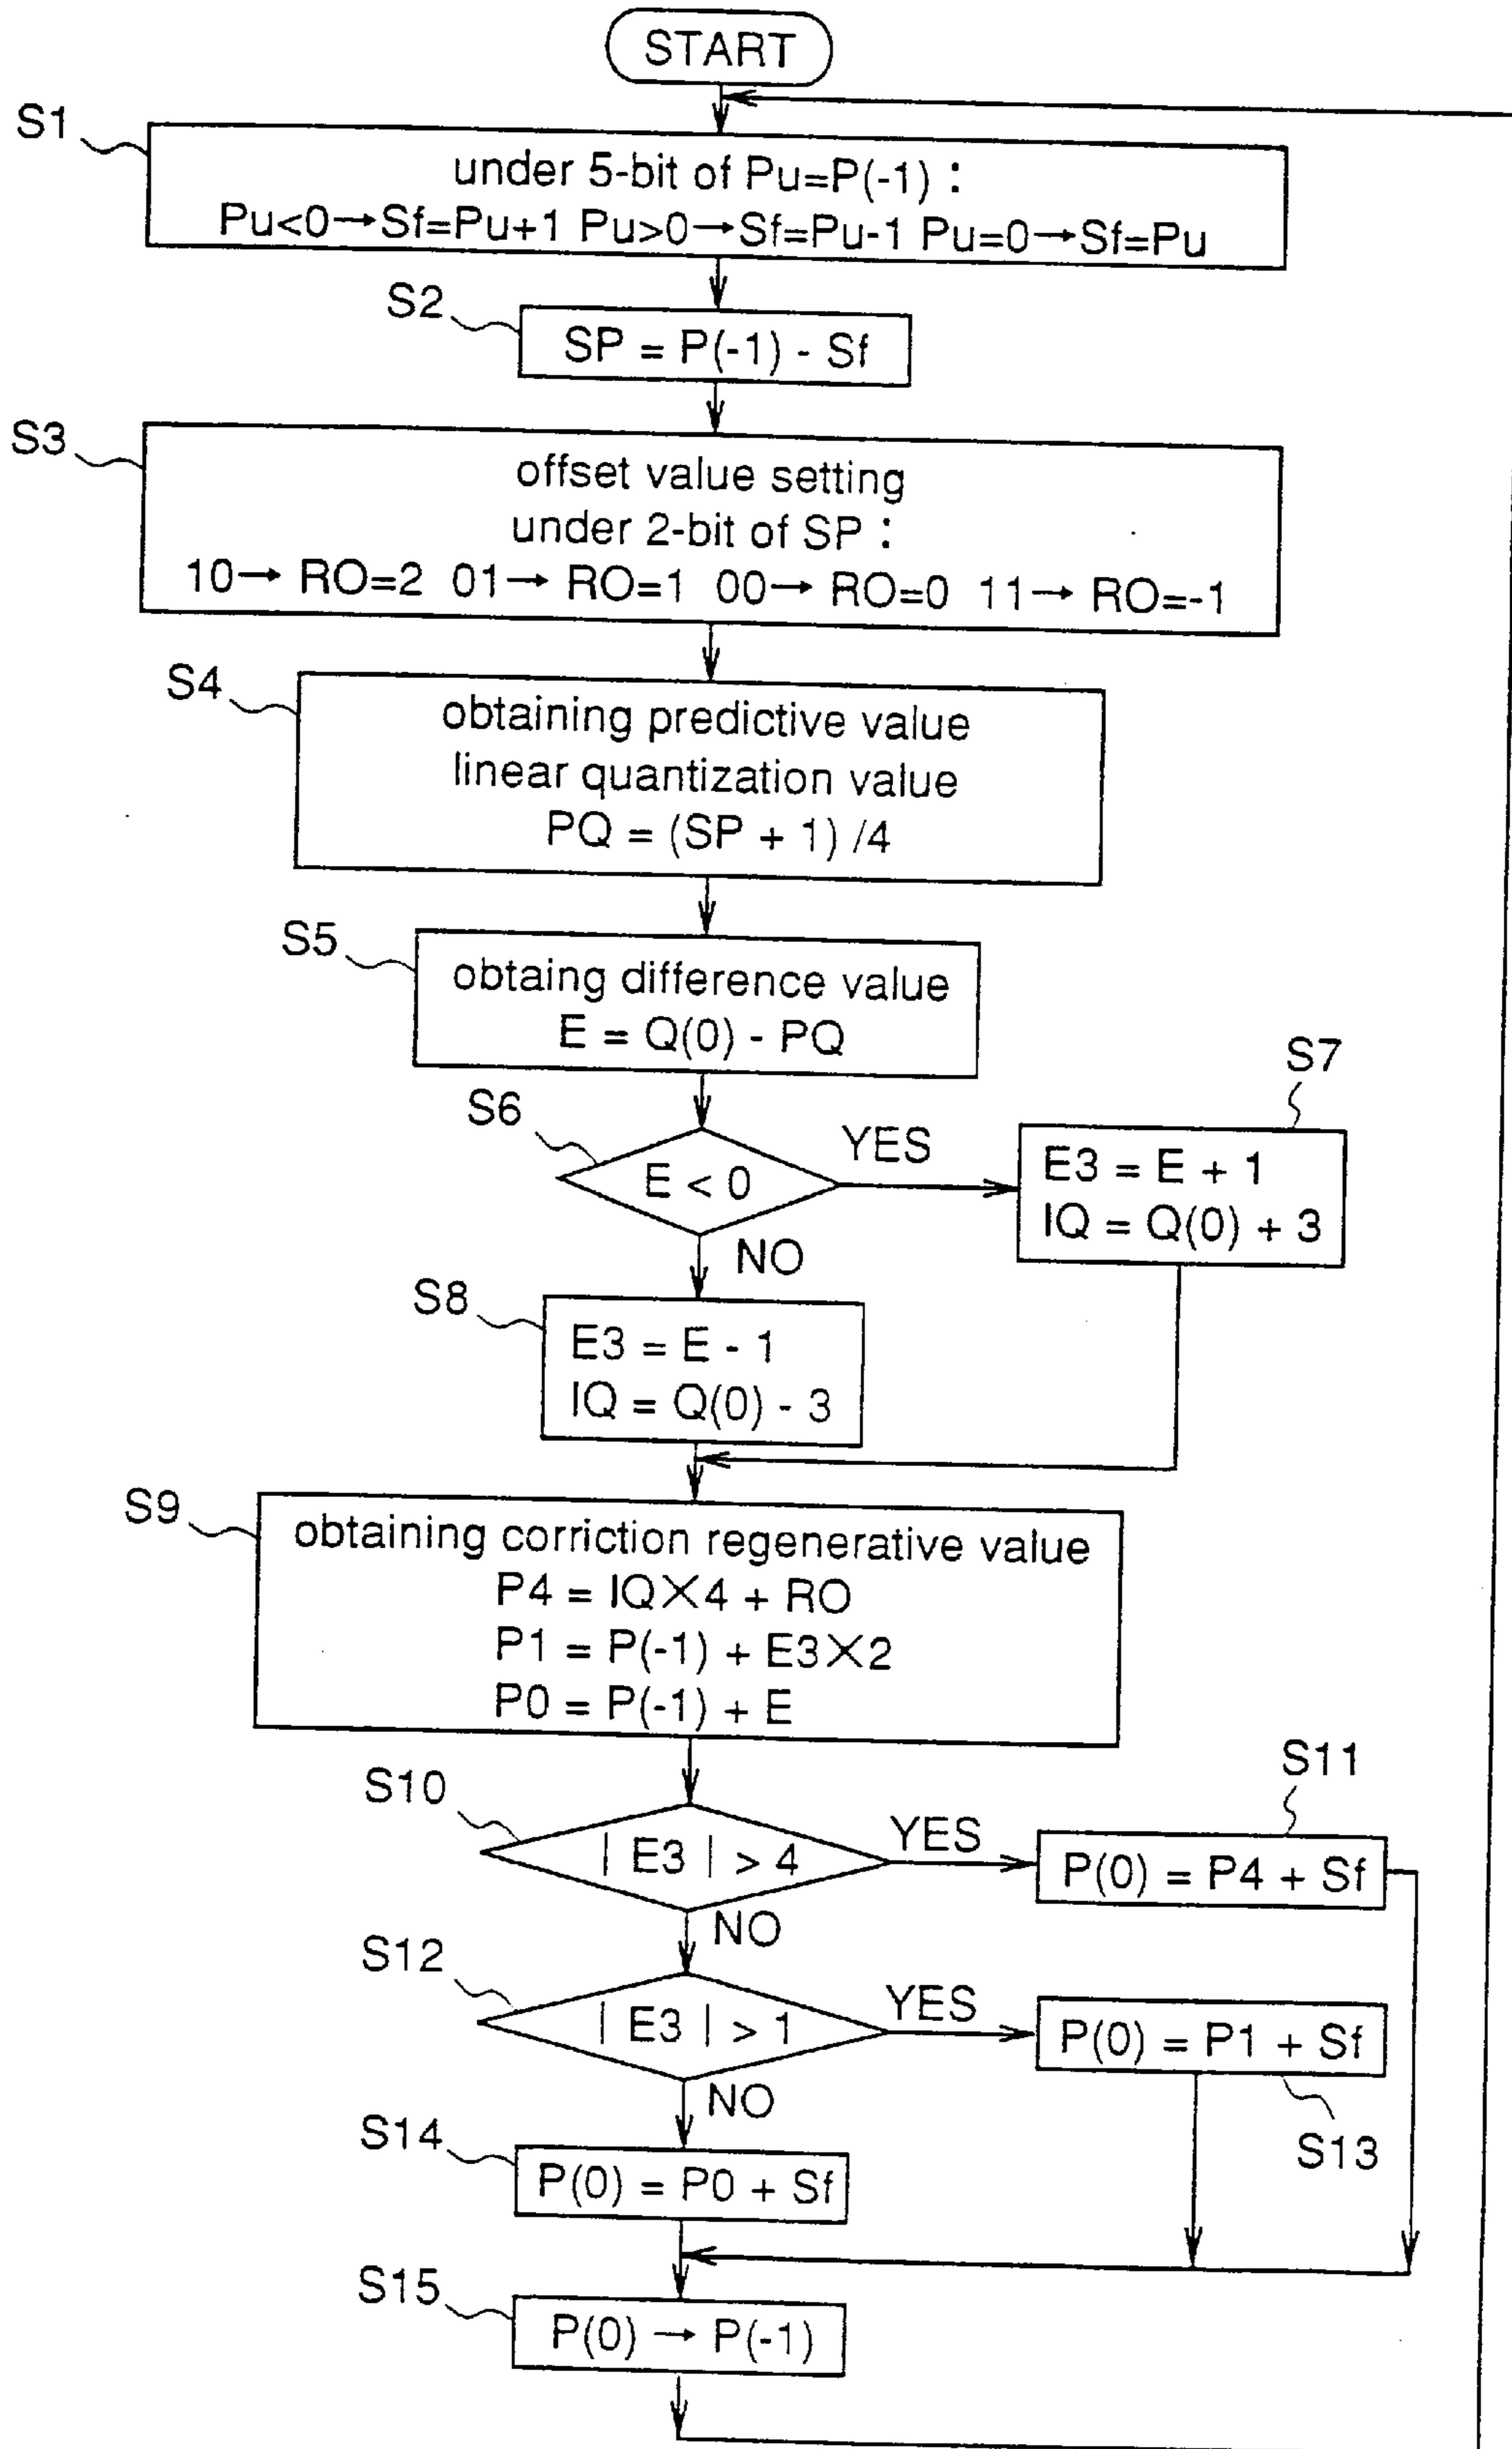 START
S1
under 5-bit of Pu=P(-1) :
Pu<0→Sf=Pu+1 Pu>0→Sf=Pu-1 Pu=0→Sf=Pu
S2
SP = P(-1) - Sf
S3
offset value setting
under 2-bit of SP :
10→ RO=2 01→ RO=1 00→ RO=0 11→ RO=-1
S4
obtaining predictive value
linear quantization value
PQ = (SP + 1) /4
S5
obtaing difference value
E = Q(0) - PQ
S6
E < 0
YES
S7
E3 = E + 1
IQ = Q(0) + 3
NO
S8
E3 = E - 1
IQ = Q(0) - 3
S9
obtaining corriction regenerative value
P4 = IQ×4 + RO
P1 = P(-1) + E3×2
P0 = P(-1) + E
S10
| E3 | > 4
YES
S11
P(0) = P4 + Sf
NO
S12
| E3 | > 1
YES
P(0) = P1 + Sf
S13
NO
S14
P(0) = P0 + Sf
S15
P(0) → P(-1)